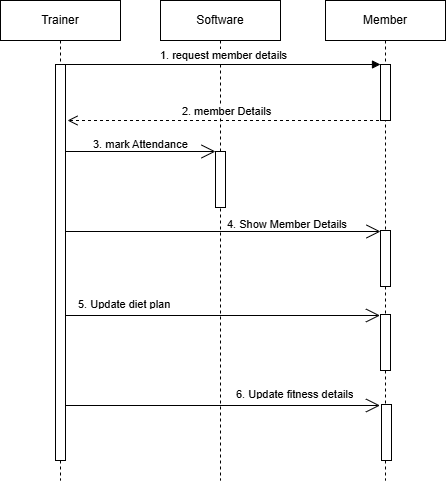 Trainer
Software
Member
1. request member details
2. member Details
3. mark Attendance
4. Show Member Details
5. Update diet plan
6. Update fitness details